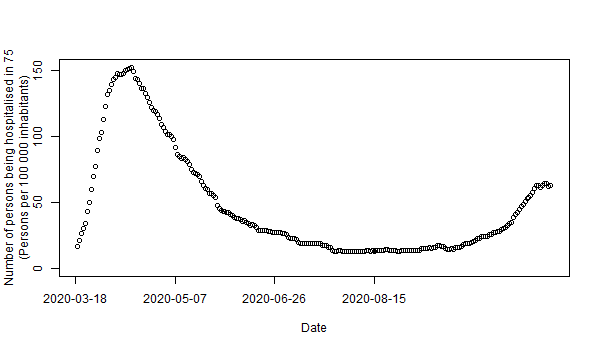 Number of persons being hospitalised in 75
(Persons per 100 000 inhabitants)
150
100
50
0
2020-03-18 2020-05-07 2020-06-26 2020-08-15
Date